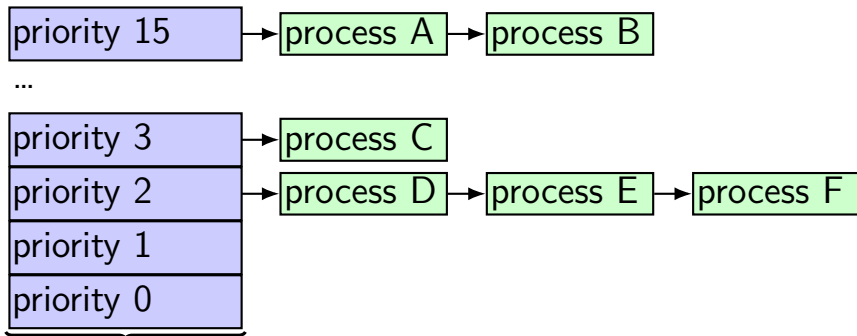 priority 15 process A process B
...
priority 3 process C
priority 2 process D process E process F
priority 1
priority 0